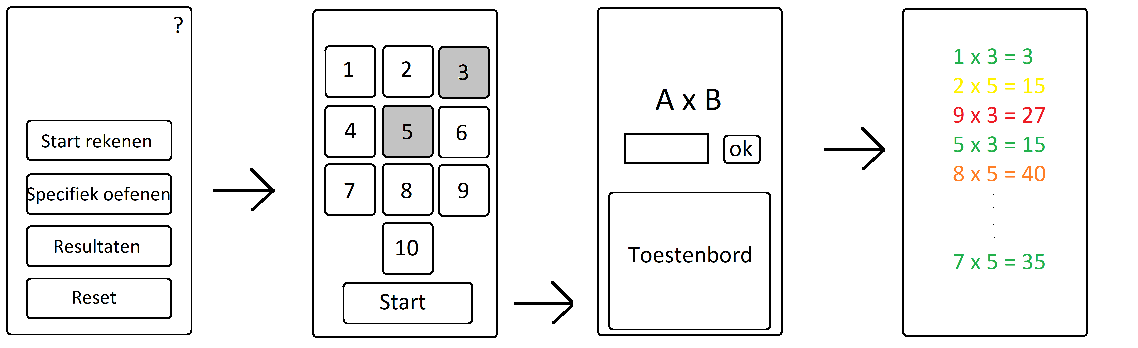 ?
Start rekenen
Specifiek oefenen
Resultaten
Reset
1 2 3
4 5 6
7 8 9
10
Start
A x B
ok
Toestenbord
1 x 3 = 3
2 x 5 = 15
9 x 3 = 27
5 x 3 = 15
8 x 5 = 40
7 x 5 = 35